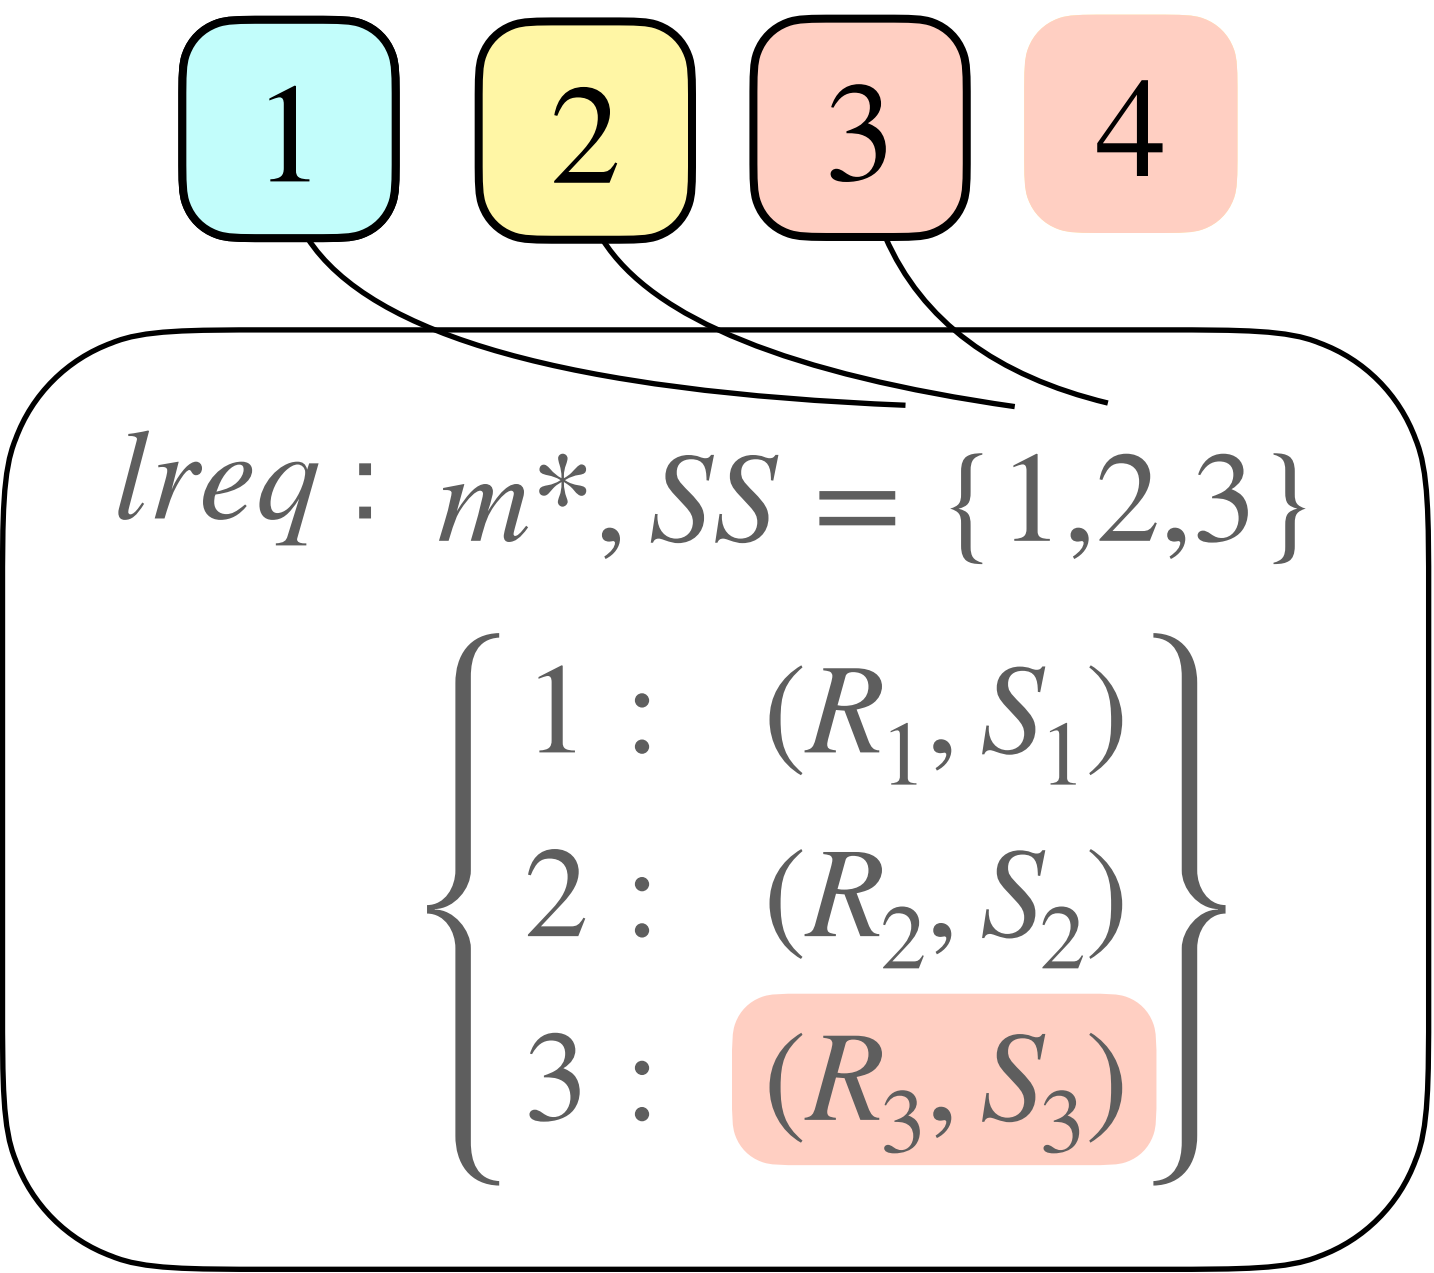 1 2 3 4
lreq : m*, SS = {1,2,3}
1 : (R₁, S₁)
2 : (R₂, S₂)
3 : (R₃, S₃)